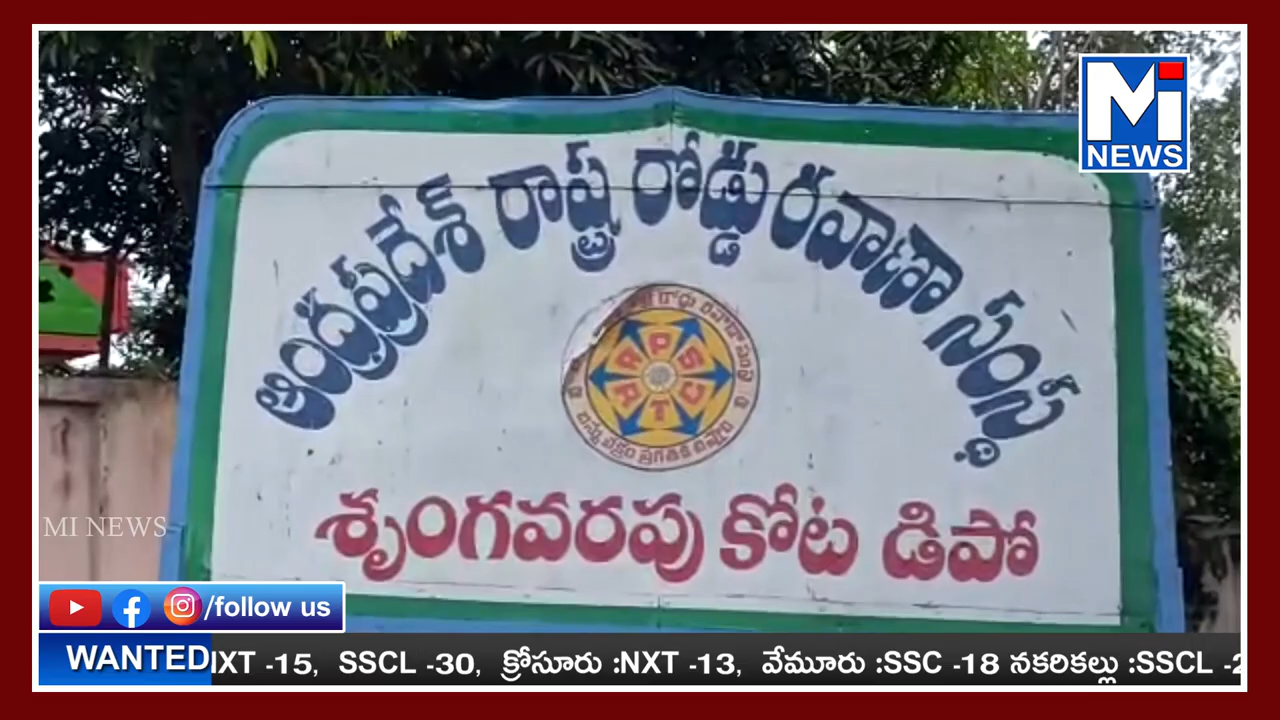 Mi
NEWS
ఆంధ్రప్రదేశ్ రాష్ట్ర రోడ్డు రవాణా సంస్థ
APSRTC
శృంగవరపు కోట డిపో
MI NEWS
/follow us
WANTED
NXT -15, SSCL -30, క్రోసూరు :NXT -13, వేమూరు :SSC -18 నకరికల్లు :SSCL -2